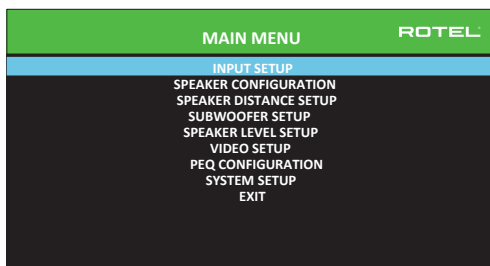 MAIN MENU
ROTEL
INPUT SETUP
SPEAKER CONFIGURATION
SPEAKER DISTANCE SETUP
SUBWOOFER SETUP
SPEAKER LEVEL SETUP
VIDEO SETUP
PEQ CONFIGURATION
SYSTEM SETUP
EXIT